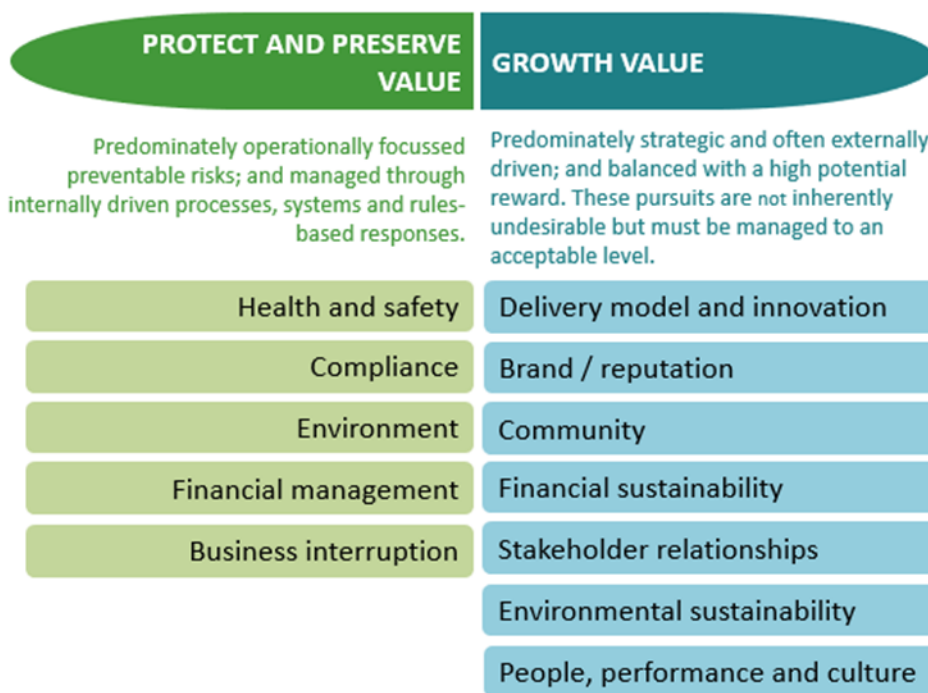 PROTECT AND PRESERVE
VALUE
Predominately operationally focussed
preventable risks; and managed through
internally driven processes, systems and rules-
based responses.
Health and safety
Compliance
Environment
Financial management
Business interruption
GROWTH VALUE
Predominately strategic and often externally
driven; and balanced with a high potential
reward. These pursuits are not inherently
undesirable but must be managed to an
acceptable level.
Delivery model and innovation
Brand / reputation
Community
Financial sustainability
Stakeholder relationships
Environmental sustainability
People, performance and culture